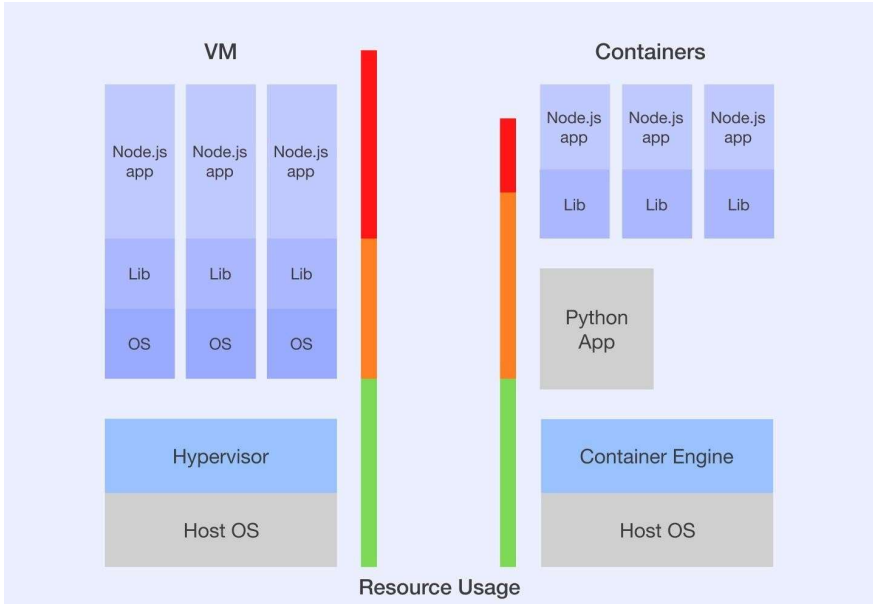 VM
Containers
Node.js
app
Node.js
app
Node.js
app
Lib
Lib
Lib
OS
OS
OS
Hypervisor
Host OS
Node.js
app
Node.js
app
Node.js
app
Lib
Lib
Lib
Python
App
Container Engine
Host OS
Resource Usage